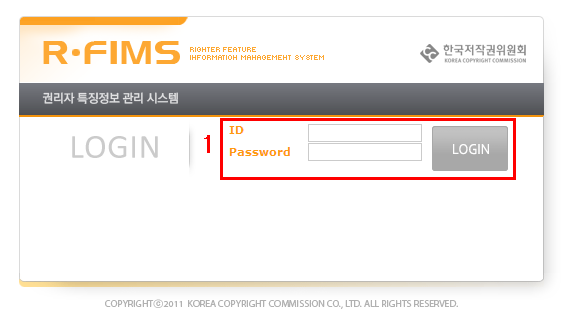 R·FIMS
RIGHTER FEATURE
INFORMATION MANAGEMENT SYSTEM
한국저작권위원회
KOREA COPYRIGHT COMMISSION
권리자 특징정보 관리 시스템
LOGIN
1
ID
Password
LOGIN
COPYRIGHTⓒ2011 KOREA COPYRIGHT COMMISSION CO., LTD. ALL RIGHTS RESERVED.